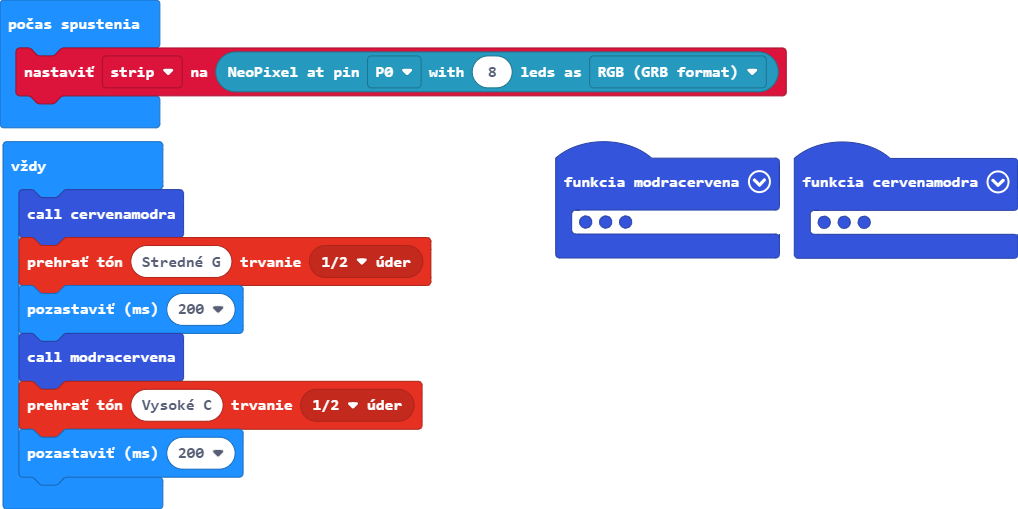 počas spustenia
nastaviť strip na NeoPixel at pin P0 with 8 leds as RGB (GRB format)
vždy
call cervenamodra
prehrať tón Stredné G trvanie 1/2 úder
pozastaviť (ms) 200
call modracervena
prehrať tón Vysoké C trvanie 1/2 úder
pozastaviť (ms) 200
funkcia modracervena
funkcia cervenamodra